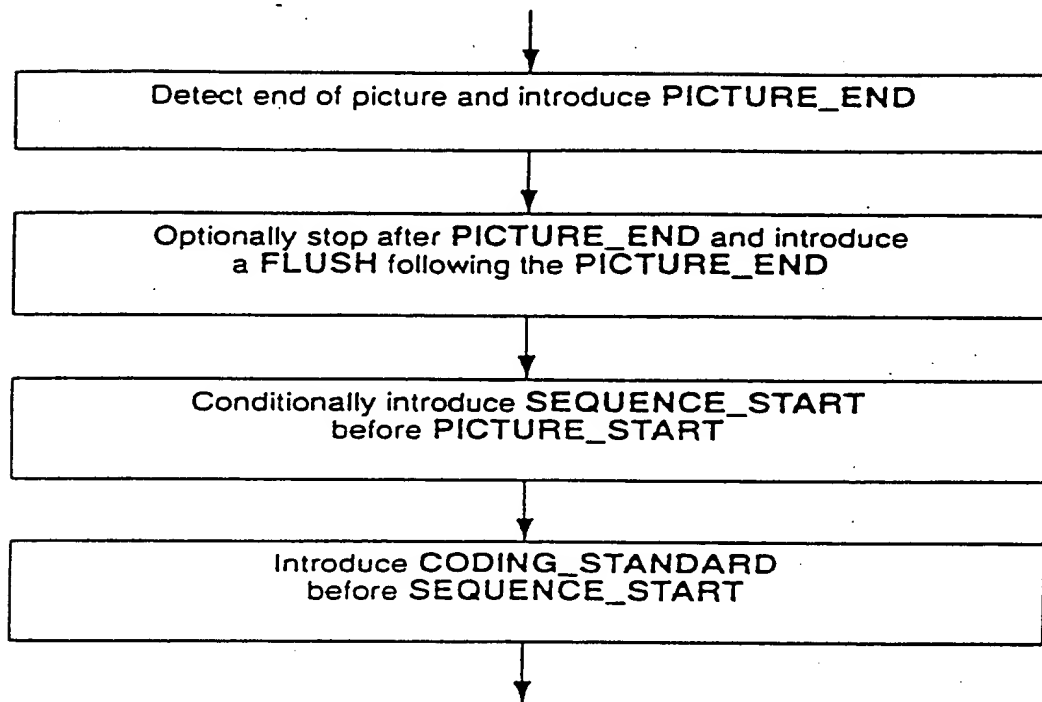 Detect end of picture and introduce PICTURE_END
Optionally stop after PICTURE_END and introduce
a FLUSH following the PICTURE_END
Conditionally introduce SEQUENCE_START
before PICTURE_START
Introduce CODING_STANDARD
before SEQUENCE_START